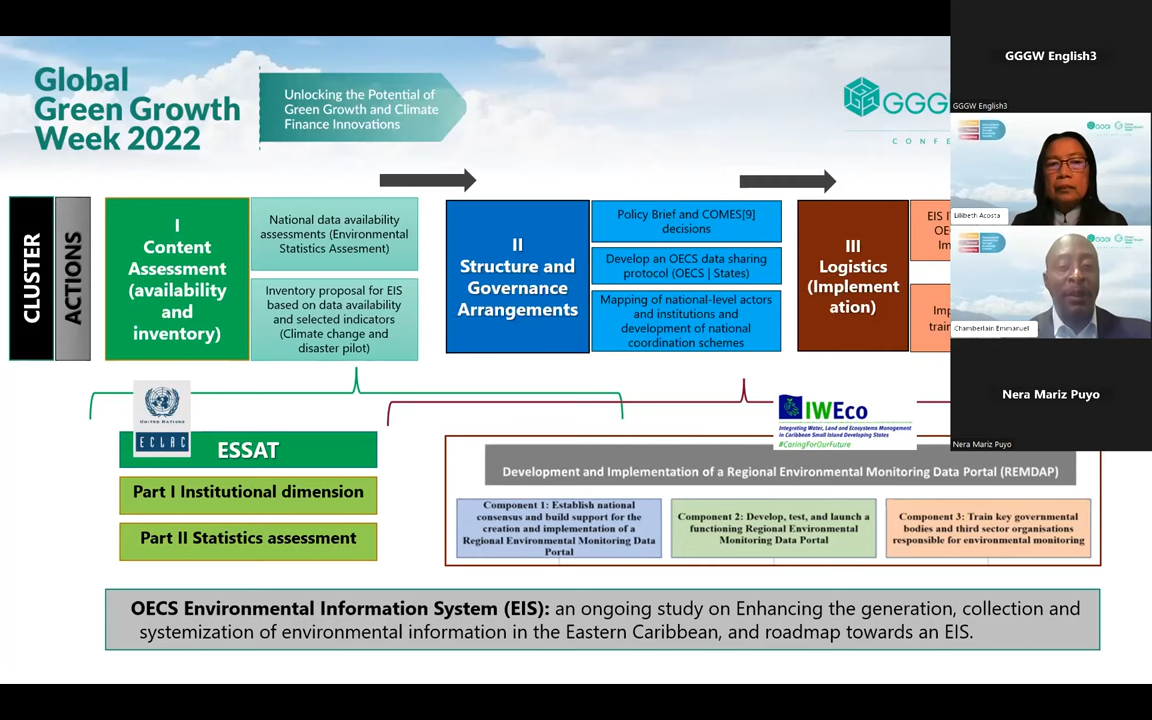 Global
Green Growth
Week 2022
Unlocking the Potential of
Green Growth and Climate
Finance Innovations
GGG
CONFE
CLUSTER
ACTIONS
I
Content
Assessment
(availability
and
inventory)
National data availability
assessments (Environmental
Statistics Assesment)
Inventory proposal for EIS
based on data availability
and selected indicators
(Climate change and
disaster pilot)
II
Structure and
Governance
Arrangements
Policy Brief and COMES[9]
decisions
Develop an OECS data sharing
protocol (OECS | States)
Mapping of national-level actors
and institutions and
development of national
coordination schemes
III
Logistics
(Implement
ation)
EIS I
OE
Im
Imp
train
GGGW English3
GGGW English3
Lilibeth Acosta
Chamberlain Emmanuel
Nera Mariz Puyo
Nera Mariz Puyo
UNITED NATIONS
ECLAC
ESSAT
Part I Institutional dimension
Part II Statistics assessment
IWEco
Integrating Water, Land and Ecosystems Management
in Caribbean Small Island Developing States
#CaringForOurFuture
Development and Implementation of a Regional Environmental Monitoring Data Portal (REMDAP)
Component 1: Establish national
consensus and build support for the
creation and implementation of a
Regional Environmental Monitoring Data
Portal
Component 2: Develop, test, and launch a
functioning Regional Environmental
Monitoring Data Portal
Component 3: Train key governmental
bodies and third sector organisations
responsible for environmental monitoring
OECS Environmental Information System (EIS): an ongoing study on Enhancing the generation, collection and
systimization of environmental information in the Eastern Caribbean, and roadmap towards an EIS.